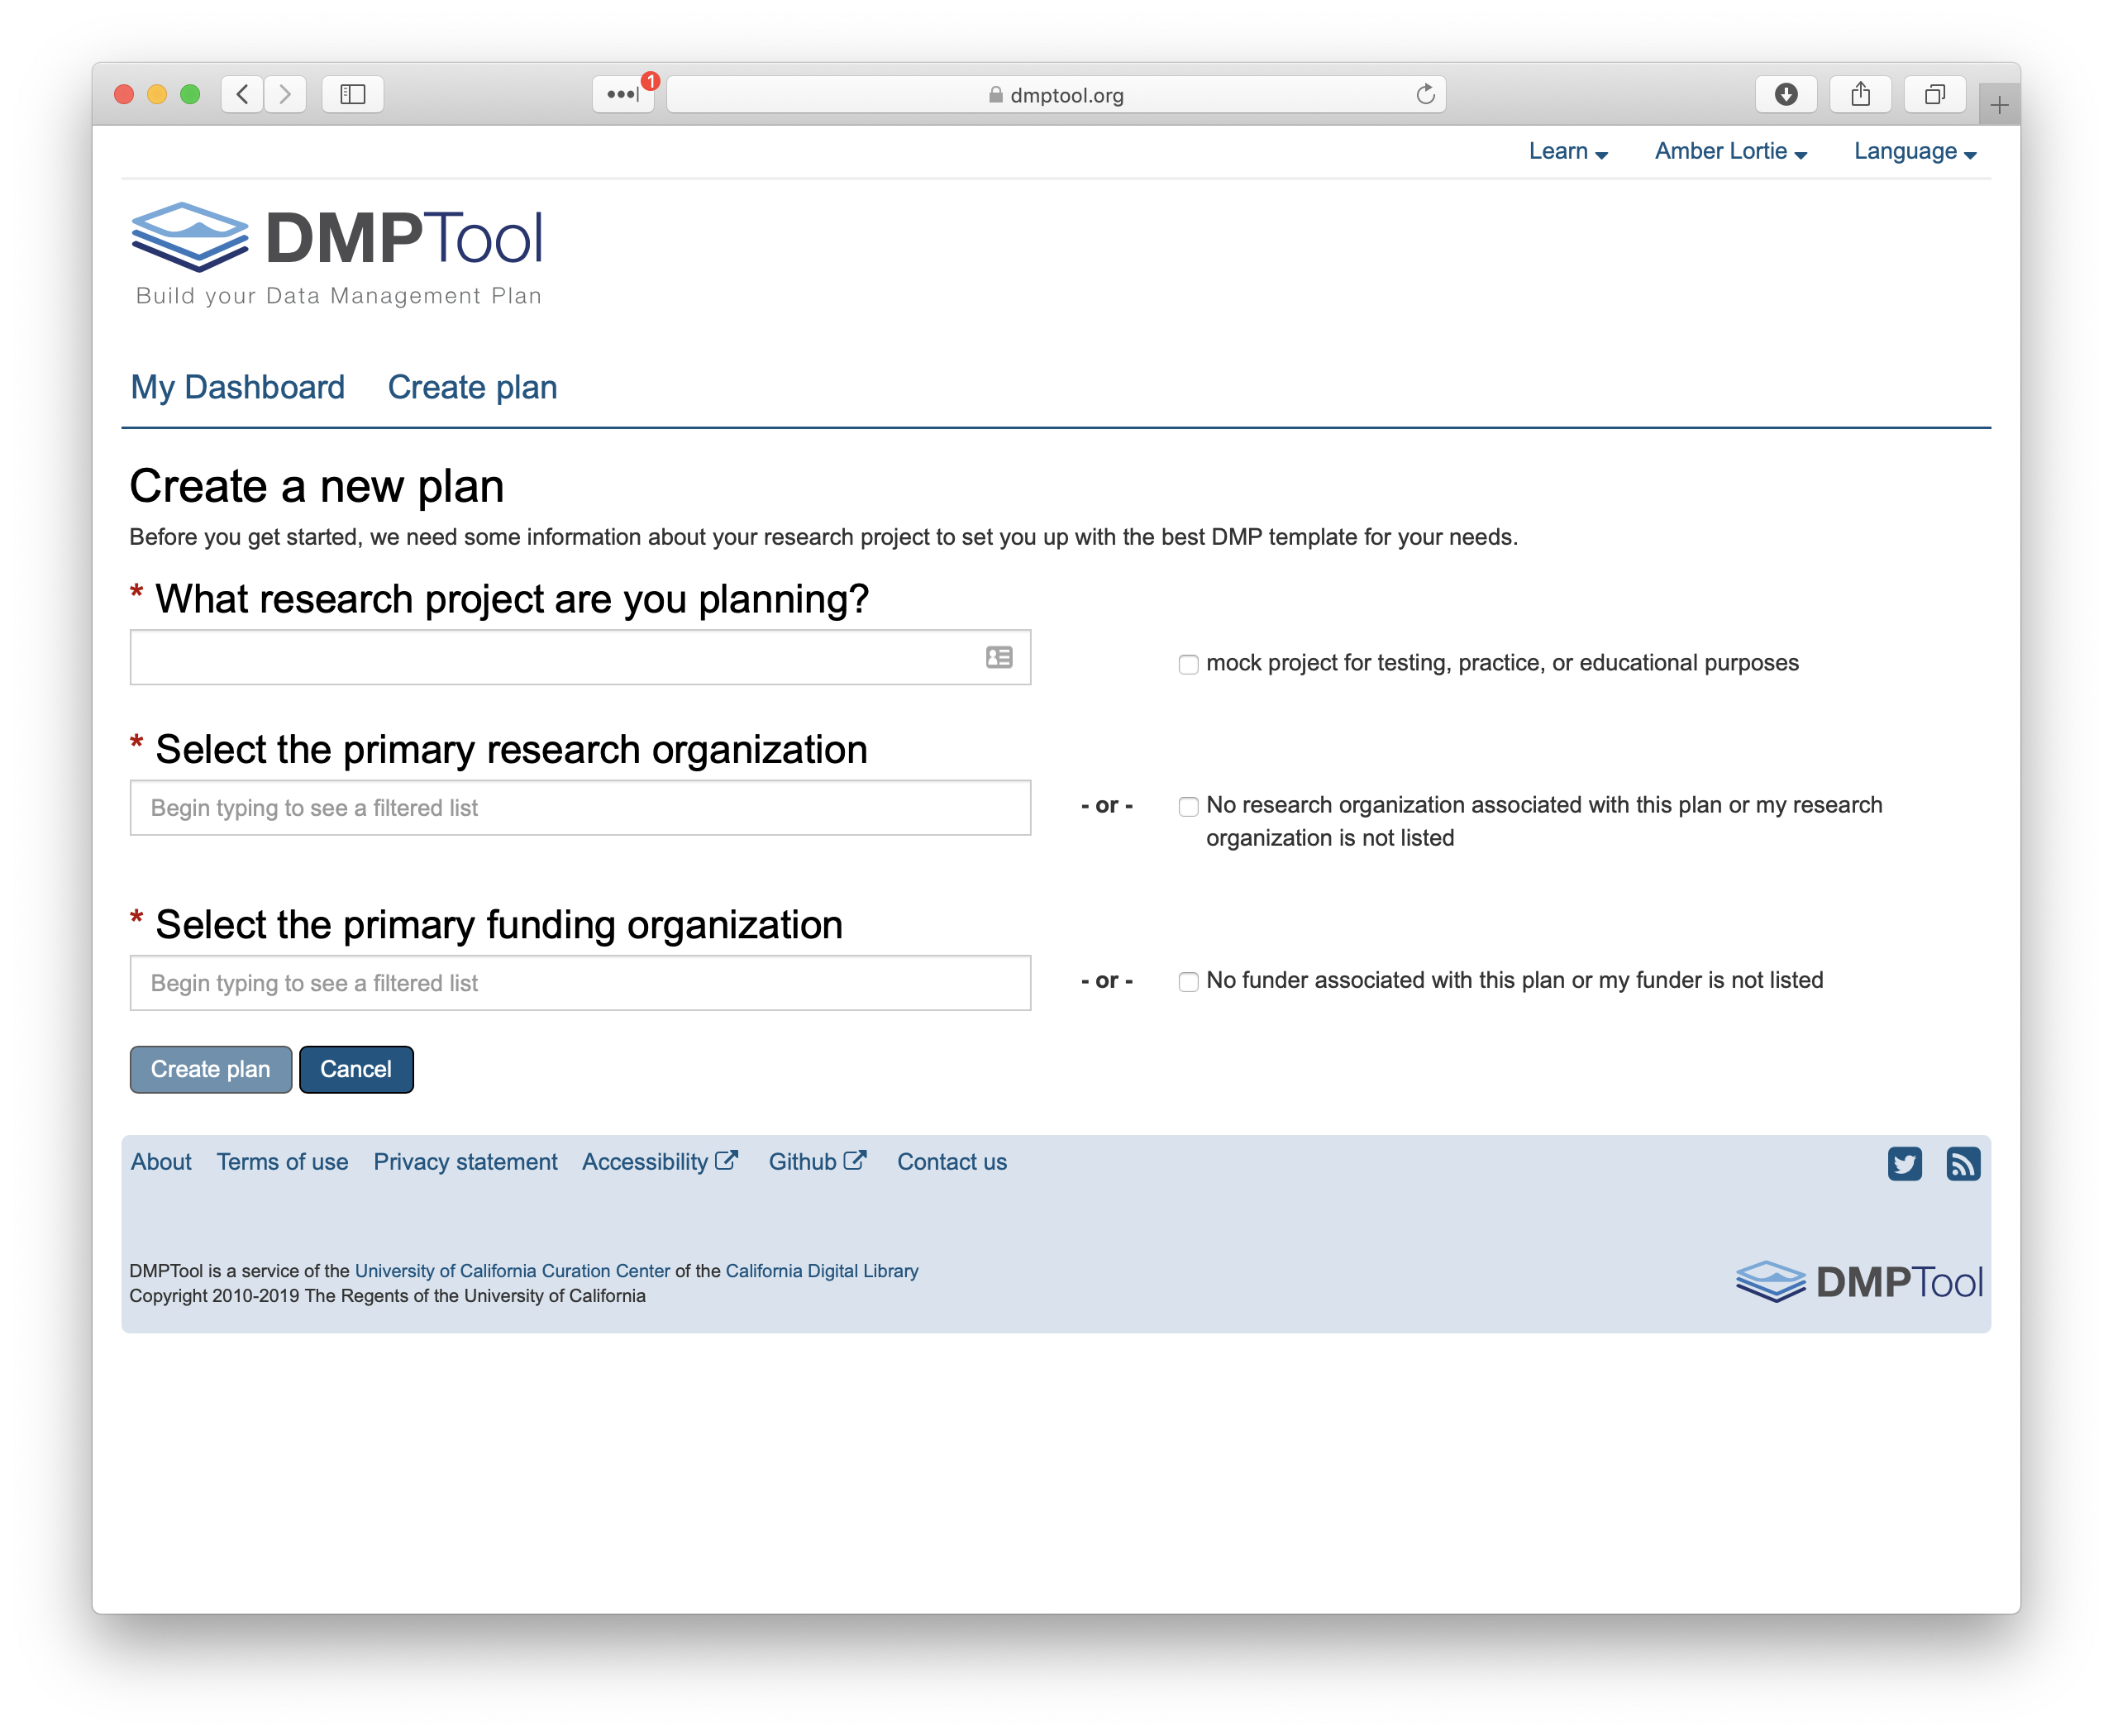 1
dmptool.org
Learn Amber Lortie Language
DMPTool
Build your Data Management Plan
My Dashboard Create plan
Create a new plan
Before you get started, we need some information about your research project to set you up with the best DMP template for your needs.
* What research project are you planning?
mock project for testing, practice, or educational purposes
* Select the primary research organization
Begin typing to see a filtered list
- or -
No research organization associated with this plan or my research
organization is not listed
* Select the primary funding organization
Begin typing to see a filtered list
- or -
No funder associated with this plan or my funder is not listed
Create plan Cancel
About Terms of use Privacy statement Accessibility Github Contact us
DMPTool is a service of the University of California Curation Center of the California Digital Library
Copyright 2010-2019 The Regents of the University of California
DMPTool